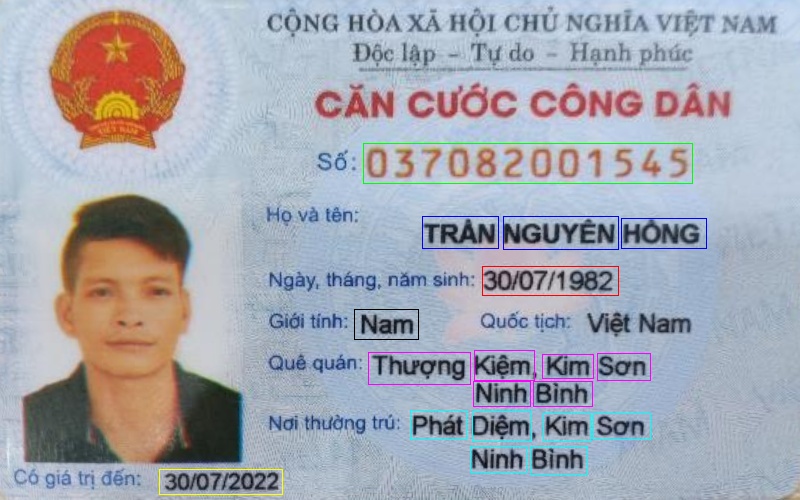 CỘNG HÒA XÃ HỘI CHỦ NGHĨA VIỆT NAM
Độc lập - Tự do - Hạnh phúc
CĂN CƯỚC CÔNG DÂN
Số: 037082001545
Họ và tên:
TRẦN NGUYÊN HỒNG
Ngày, tháng, năm sinh: 30/07/1982
Giới tính: Nam Quốc tịch: Việt Nam
Quê quán: Thượng Kiệm, Kim Sơn
Ninh Bình
Nơi thường trú: Phát Diệm, Kim Sơn
Ninh Bình
Có giá trị đến: 30/07/2022